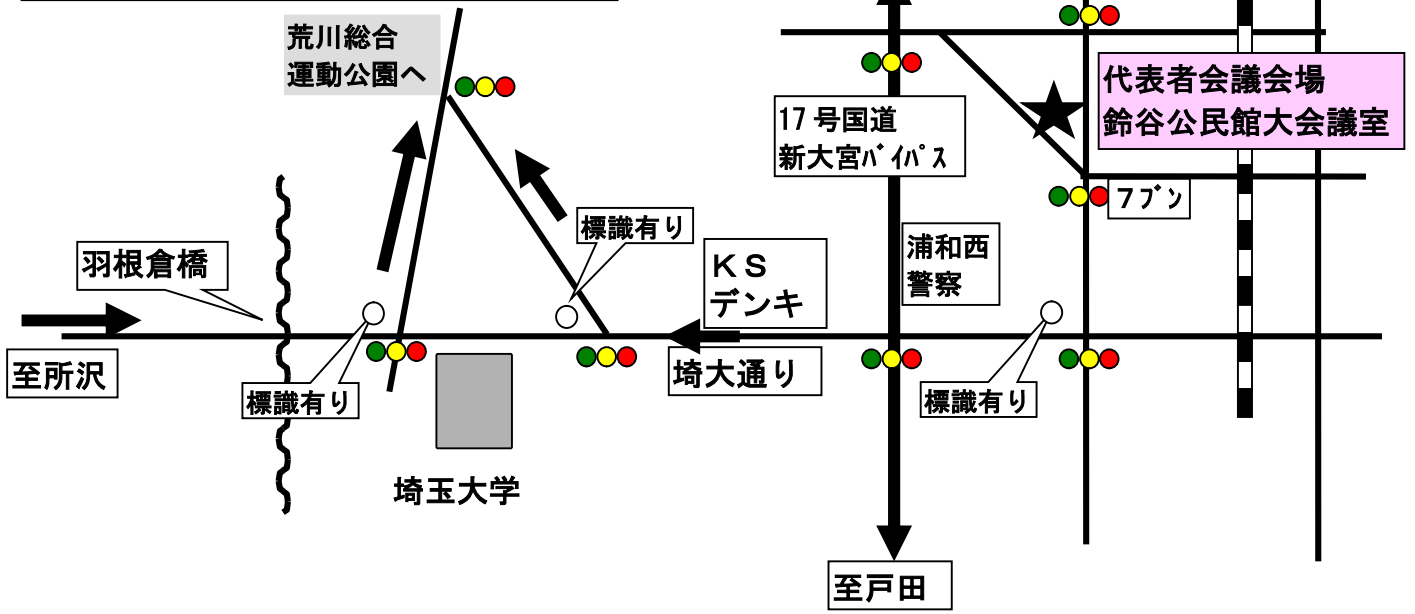 荒川総合
運動公園へ
代表者会議会場
鈴谷公民館大会議室
17号国道
新大宮ﾊﾞｲﾊﾟｽ
7ﾌﾞﾝ
標識有り
浦和西
警察
ＫＳ
デンキ
羽根倉橋
至所沢
標識有り
埼大通り
標識有り
埼玉大学
至戸田